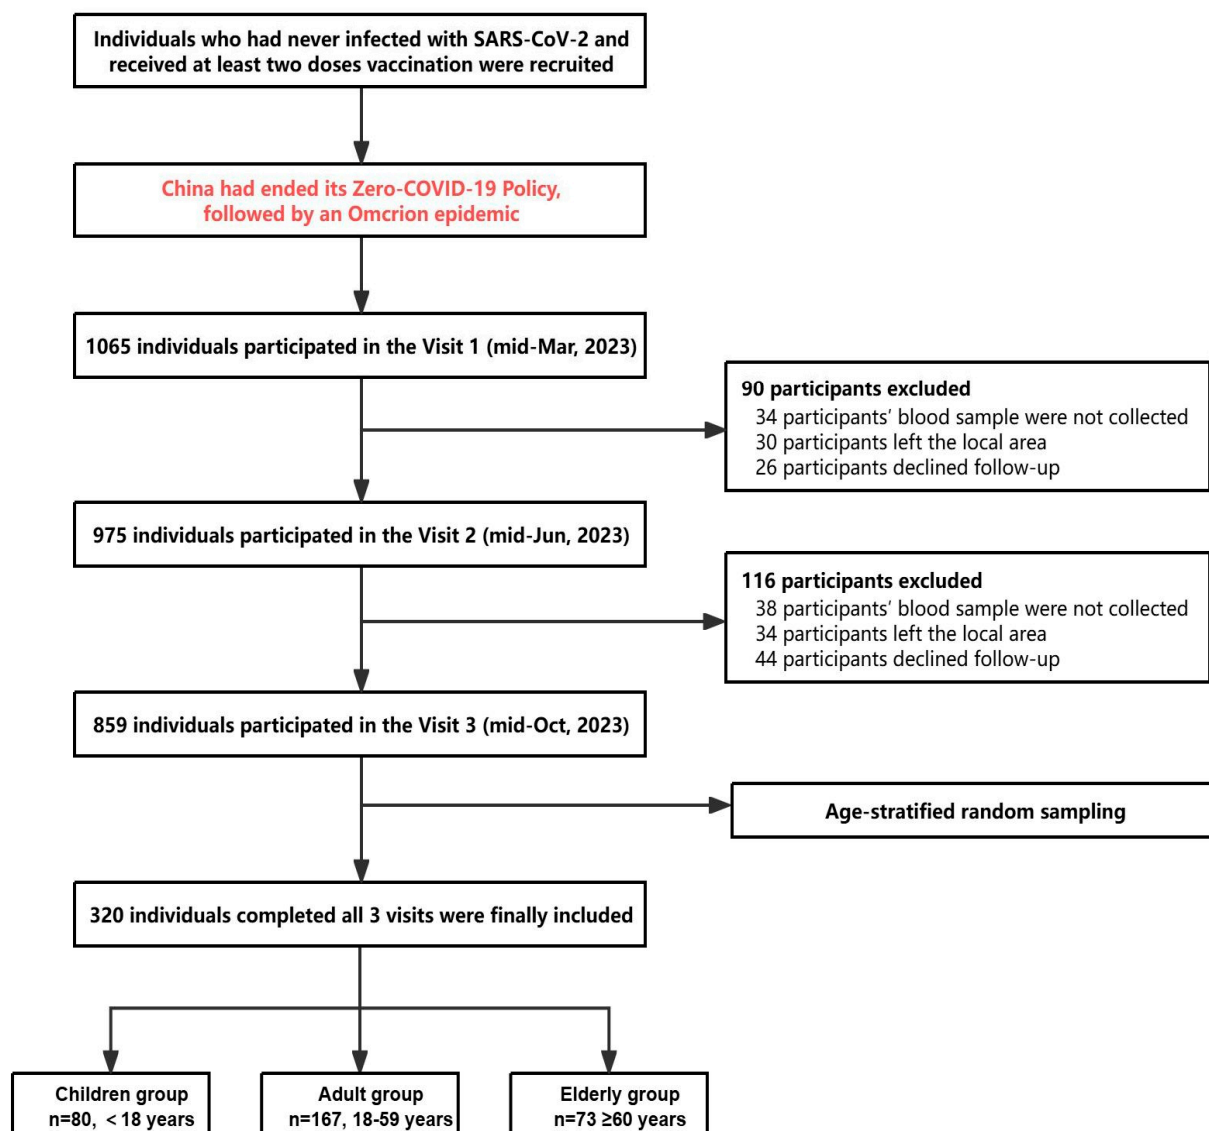 Individuals who had never infected with SARS-CoV-2 and
received at least two doses vaccination were recruited
China had ended its Zero-COVID-19 Policy,
followed by an Omcrion epidemic
1065 individuals participated in the Visit 1 (mid-Mar, 2023)
90 participants excluded
34 participants’ blood sample were not collected
30 participants left the local area
26 participants declined follow-up
975 individuals participated in the Visit 2 (mid-Jun, 2023)
116 participants excluded
38 participants’ blood sample were not collected
34 participants left the local area
44 participants declined follow-up
859 individuals participated in the Visit 3 (mid-Oct, 2023)
Age-stratified random sampling
320 individuals completed all 3 visits were finally included
Children group
n=80, < 18 years
Adult group
n=167, 18-59 years
Elderly group
n=73 ≥60 years